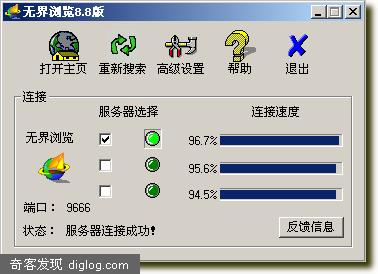 无界浏览8.8版
打开主页 重新搜索 高级设置 帮助 退出
连接
服务器选择 连接速度
无界浏览 96.7%
95.6%
94.5%
端口： 9666
状态： 服务器连接成功！ 反馈信息
奇客发现 diglog.com